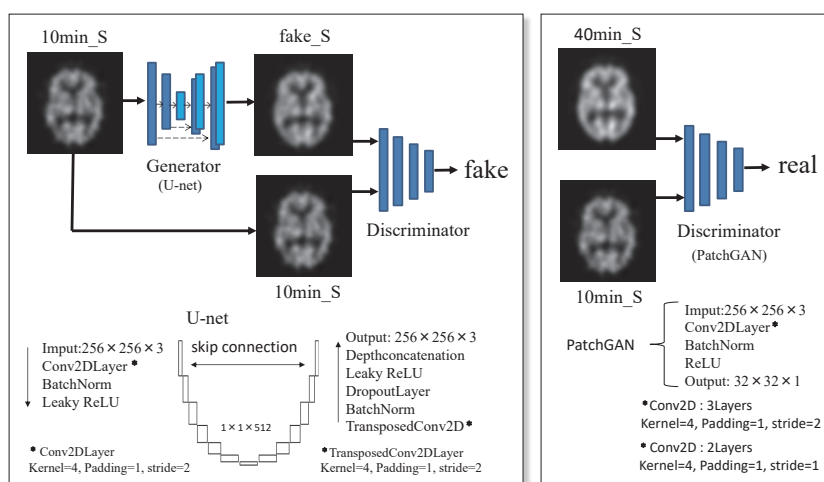 10min_S
fake_S
Generator
(U-net)
fake
Discriminator
10min_S
U-net
Imput:256×256×3
Conv2DLayer*
BatchNorm
Leaky ReLU
skip connection
1×1×512
Output: 256×256×3
Depthconcatenation
Leaky ReLU
DropoutLayer
BatchNorm
TransposedConv2D*
*Conv2DLayer
Kernel=4, Padding=1, stride=2
*TransposedConv2DLayer
Kernel=4, Padding=1, stride=2
40min_S
real
Discriminator
(PatchGAN)
10min_S
PatchGAN
Imput:256×256×3
Conv2DLayer*
BatchNorm
ReLU
Output: 32×32×1
*Conv2D : 3Layers
Kernel=4, Padding=1, stride=2
*Conv2D : 2Layers
Kernel=4, Padding=1, stride=1